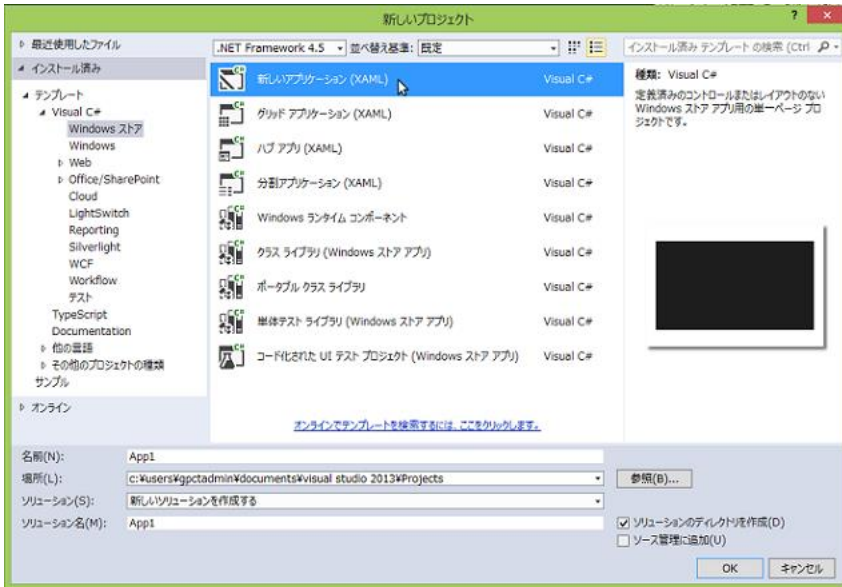 新しいプロジェクト
? ×
最近使用したファイル
.NET Framework 4.5 並べ替え基準: 既定
インストール済み テンプレート の検索 (Ctrl
インストール済み
テンプレート
Visual C#
Windows ストア
Windows
Web
Office/SharePoint
Cloud
LightSwitch
Reporting
Silverlight
WCF
Workflow
テスト
TypeScript
Documentation
他の言語
その他のプロジェクトの種類
サンプル
オンライン
新しいアプリケーション (XAML) Visual C#
グリッド アプリケーション (XAML) Visual C#
ハブ アプリ (XAML) Visual C#
分割アプリケーション (XAML) Visual C#
Windows ランタイム コンポーネント Visual C#
クラス ライブラリ (Windows ストア アプリ) Visual C#
ポータブル クラス ライブラリ Visual C#
単体テスト ライブラリ (Windows ストア アプリ) Visual C#
コード化された UI テスト プロジェクト (Windows ストア アプリ) Visual C#
オンラインでテンプレートを検索するには、ここをクリックします。
種類: Visual C#
定義済みのコントロールまたはレイアウトのない
Windows ストア アプリ用の単一ページ プロ
ジェクトです。
名前(N): App1
場所(L): c:¥users¥gpctadmin¥documents¥visual studio 2013¥Projects 参照(B)...
ソリューション(S): 新しいソリューションを作成する
ソリューション名(M): App1
ソリューションのディレクトリを作成(D)
ソース管理に追加(U)
OK キャンセル